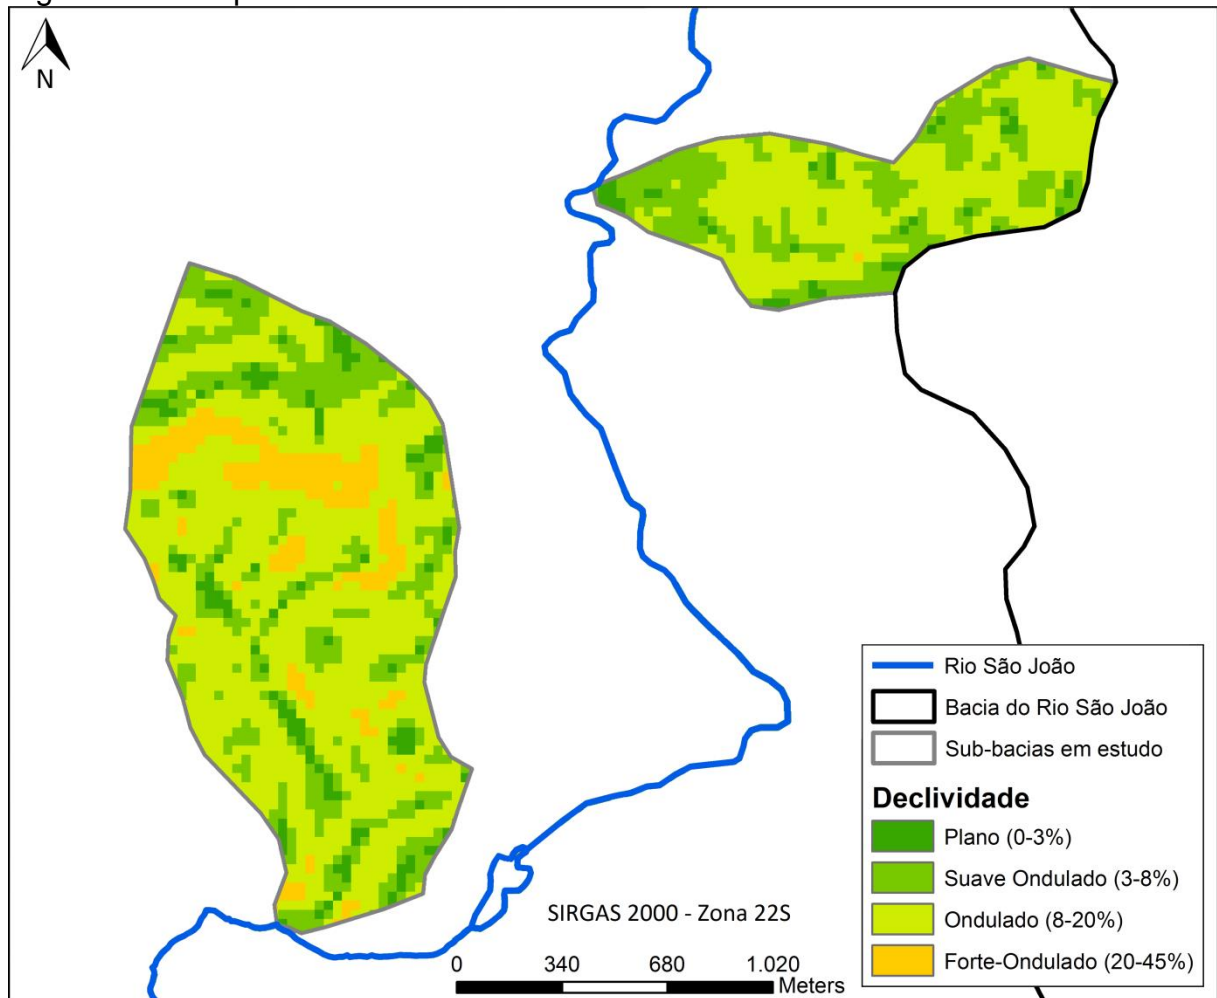 N
Rio São João
Bacia do Rio São João
Sub-bacias em estudo
Declividade
Plano (0-3%)
Suave Ondulado (3-8%)
Ondulado (8-20%)
Forte-Ondulado (20-45%)
SIRGAS 2000 - Zona 22S
0 340 680 1.020
Meters